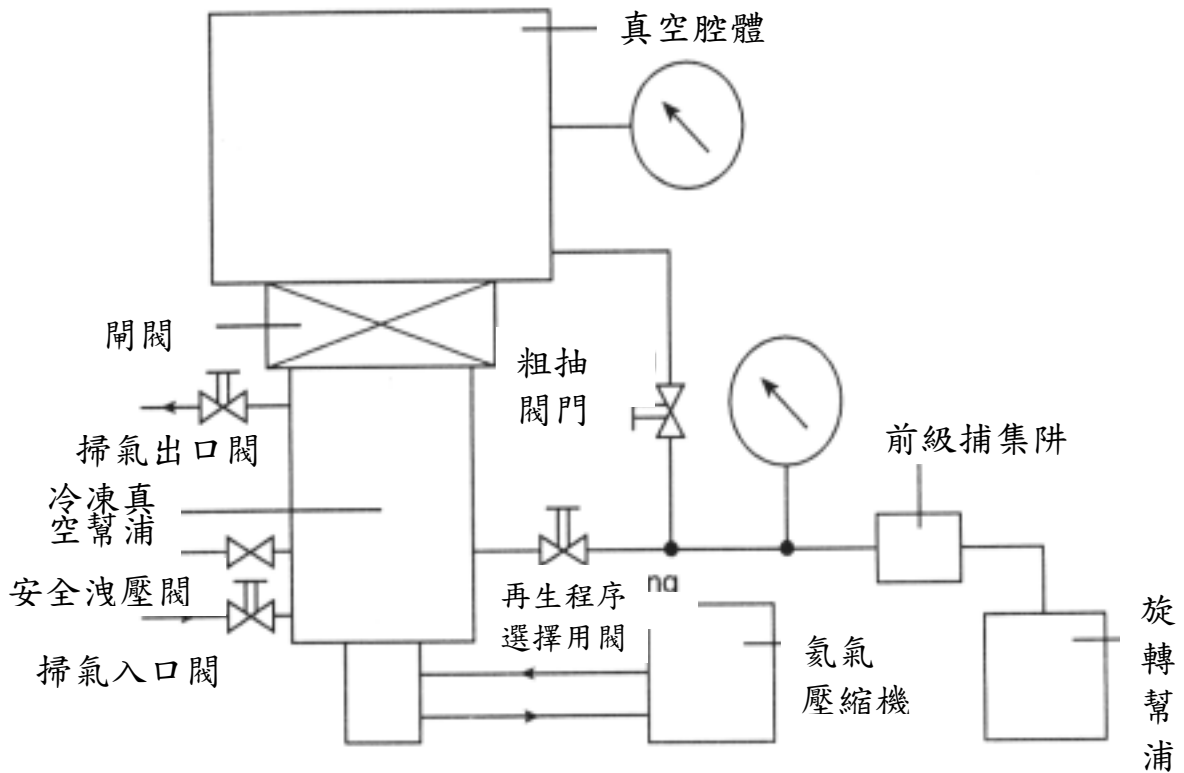 真空腔體
閘閥
粗抽
閥門
掃氣出口閥
前級捕集阱
冷凍真
空幫浦
安全洩壓閥
掃氣入口閥
再生程序
選擇用閥
ng
氦氣
壓縮機
旋
轉
幫
浦